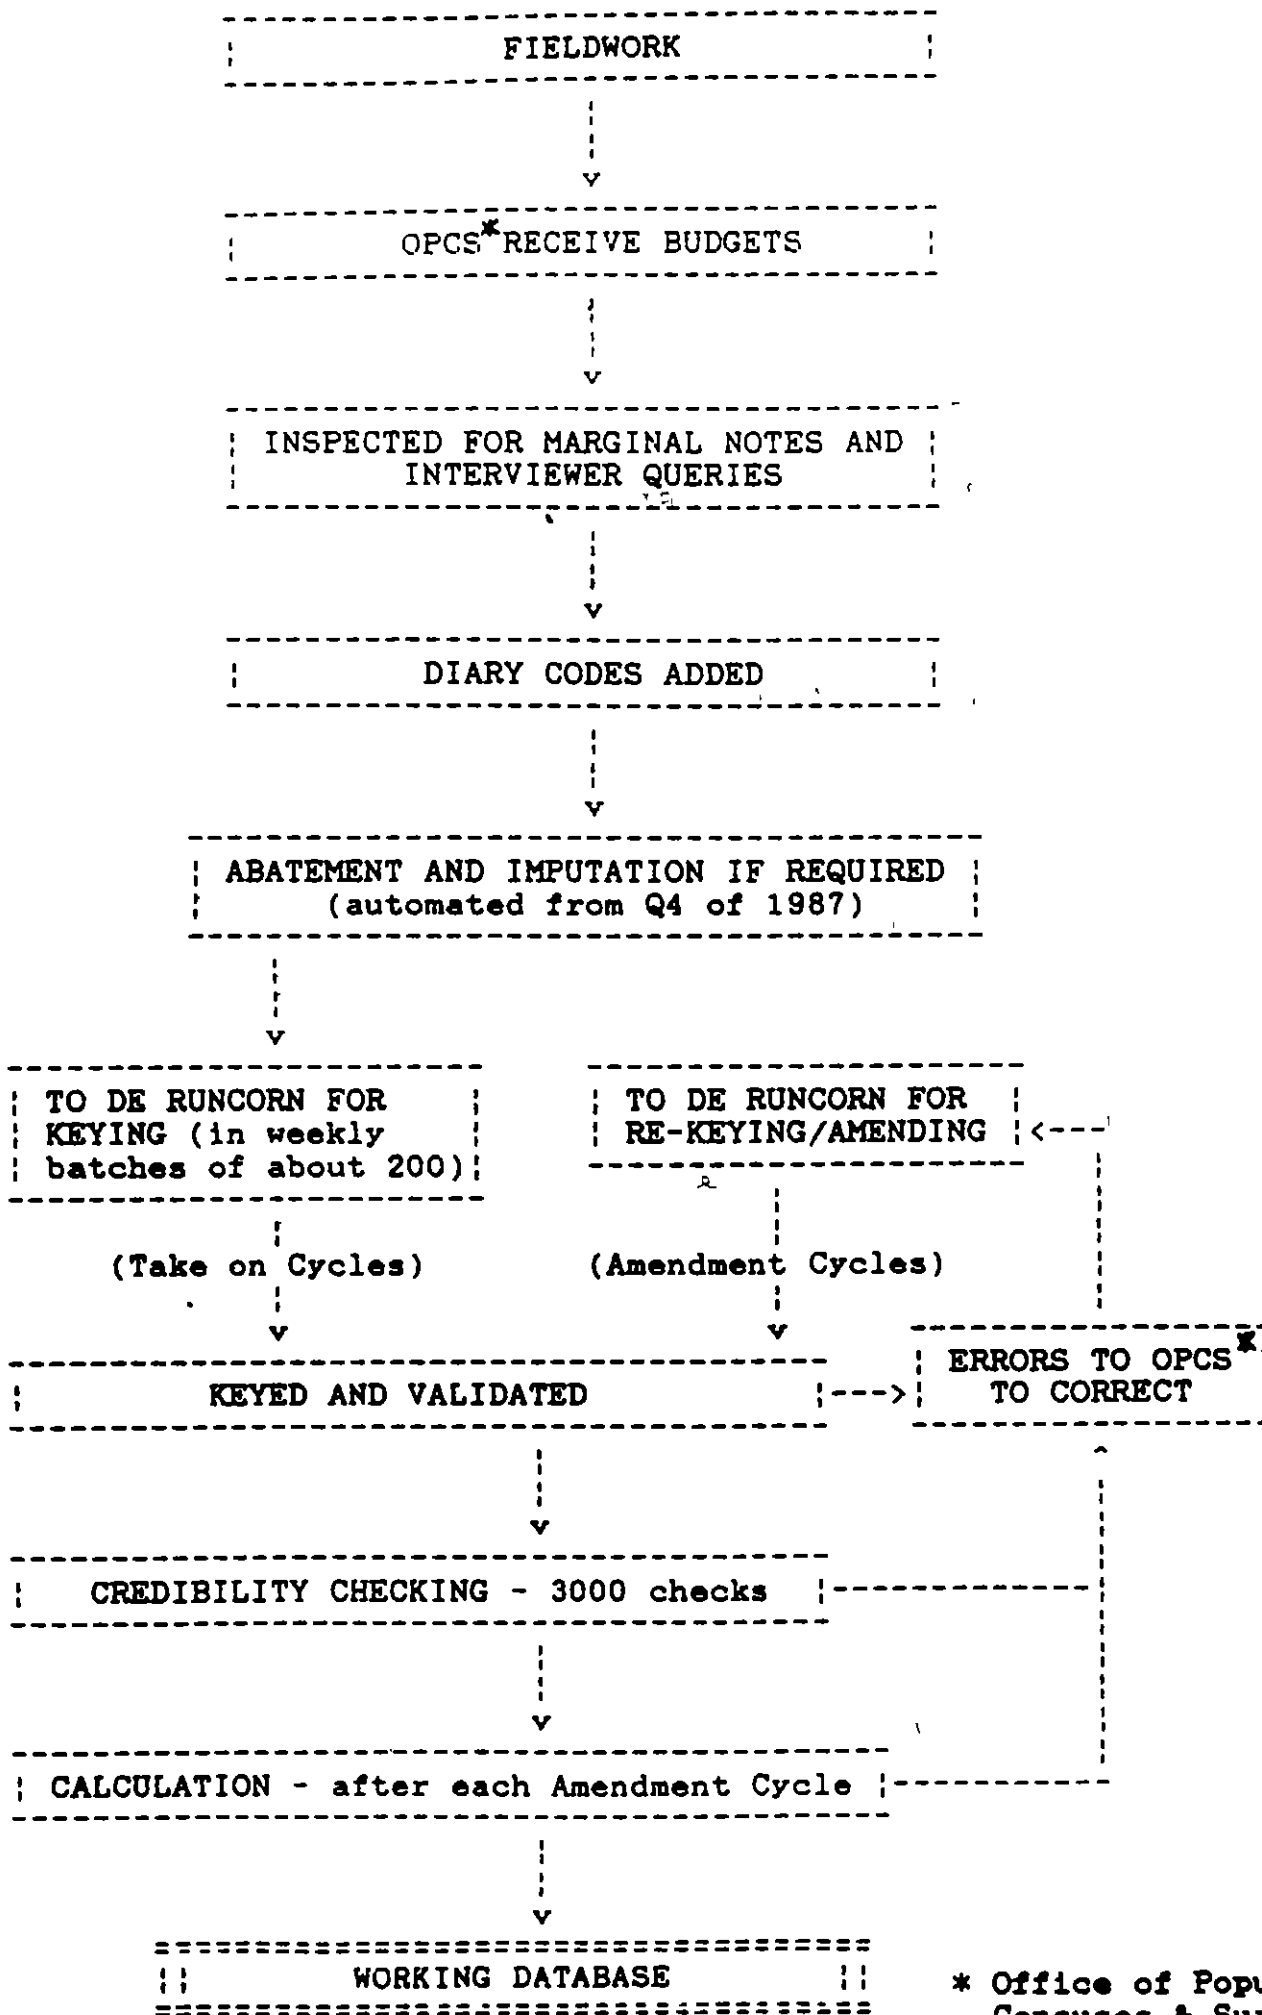 FIELDWORK
OPCS* RECEIVE BUDGETS
INSPECTED FOR MARGINAL NOTES AND
INTERVIEWER QUERIES
DIARY CODES ADDED
ABATEMENT AND IMPUTATION IF REQUIRED
(automated from Q4 of 1987)
TO DE RUNCORN FOR
KEYING (in weekly
batches of about 200)
TO DE RUNCORN FOR
RE-KEYING/AMENDING
(Take on Cycles)
(Amendment Cycles)
ERRORS TO OPCS*
TO CORRECT
KEYED AND VALIDATED
CREDIBILITY CHECKING - 3000 checks
CALCULATION - after each Amendment Cycle
WORKING DATABASE
* Office of